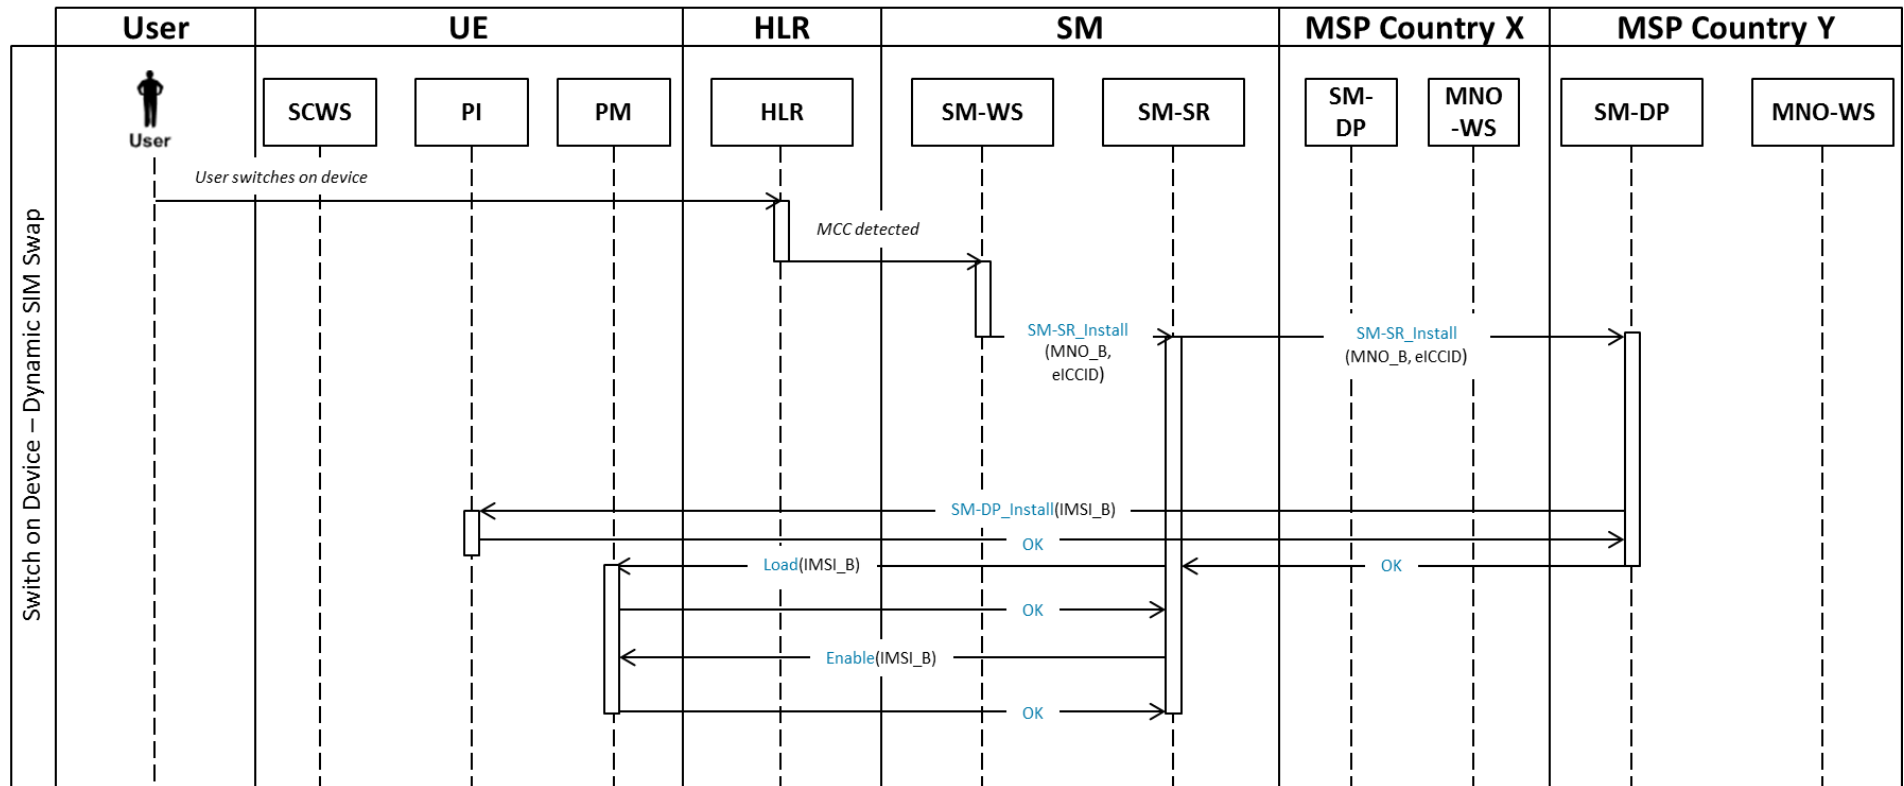 User
UE
HLR
SM
MSP Country X
MSP Country Y
User
SCWS
PI
PM
HLR
SM-WS
SM-SR
SM-
DP
MNO
-WS
SM-DP
MNO-WS
User switches on device
MCC detected
SM-SR_Install
(MNO_B,
eICCID)
SM-SR_Install
(MNO_B, eICCID)
SM-DP_Install(IMSI_B)
OK
Load(IMSI_B)
OK
OK
Enable(IMSI_B)
OK
Switch on Device – Dynamic SIM Swap